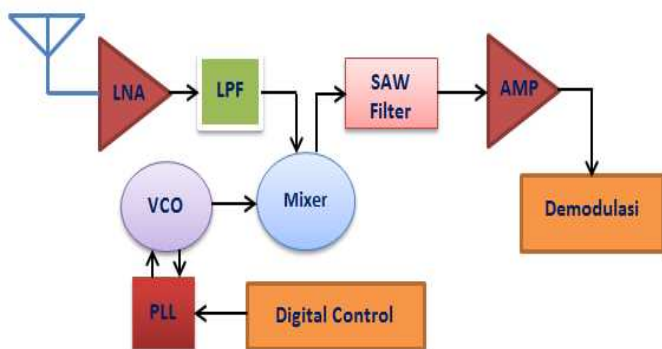 LNA
LPF
SAW
Filter
AMP
VCO
Mixer
Demodulasi
PLL
Digital Control